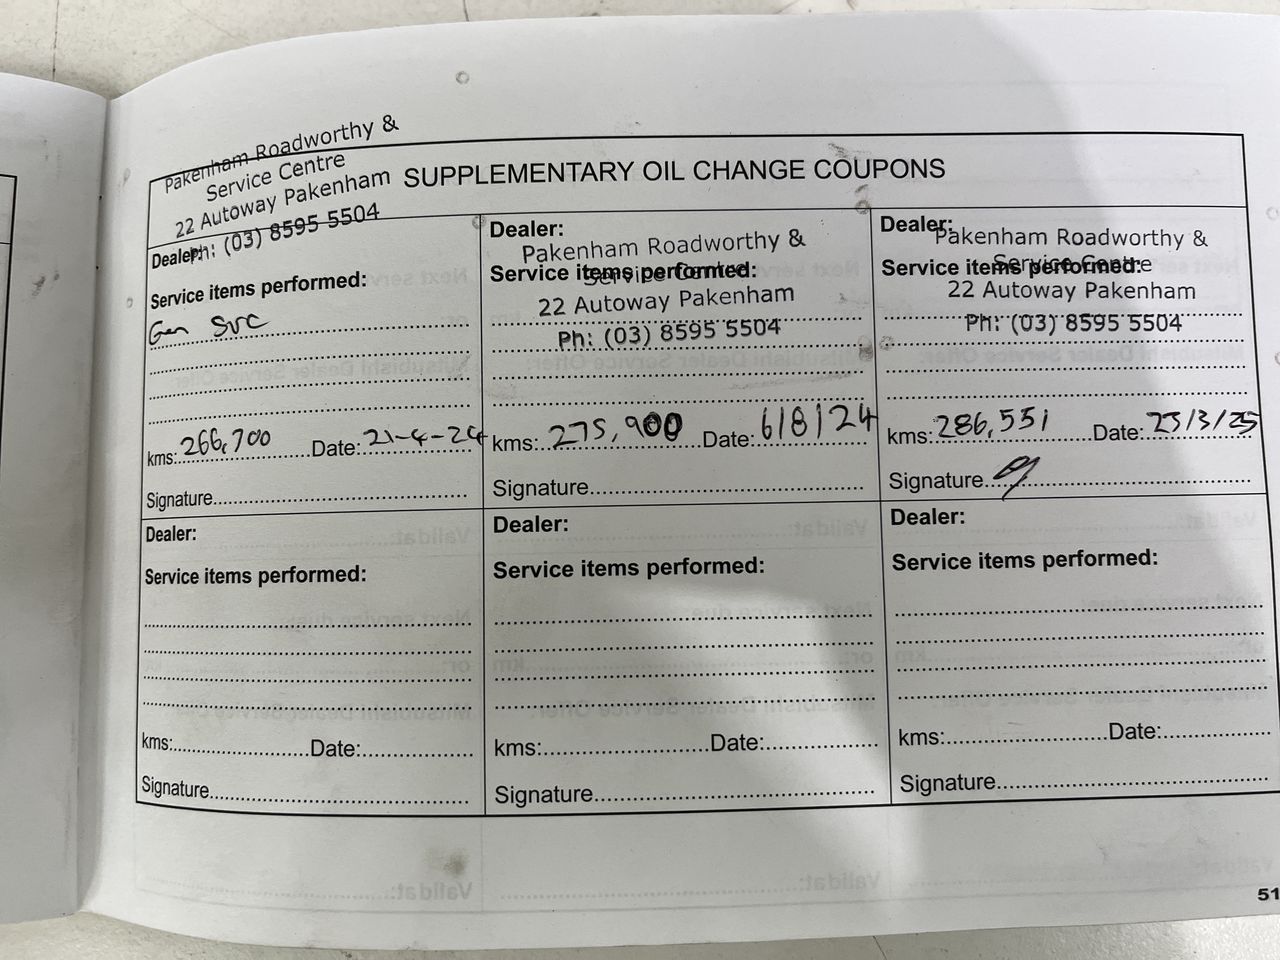 Pakenham Roadworthy &
Service Centre
22 Autoway Pakenham
Ph: (03) 8595 5504
SUPPLEMENTARY OIL CHANGE COUPONS
Dealer:
Service items performed:
Gen SVC
kms: 266,700 Date: 21-4-24
Signature
Dealer:
Pakenham Roadworthy &
Service items performed:
Service Centre
22 Autoway Pakenham
Ph: (03) 8595 5504
kms: 275,900 Date: 6/8/24
Signature
Dealer:
Pakenham Roadworthy &
Service items performed:
Service Centre
22 Autoway Pakenham
Ph: (03) 8595 5504
kms: 286,551 Date: 25/3/25
Signature
Dealer:
Service items performed:
kms: Date:
Signature
Dealer:
Service items performed:
kms: Date:
Signature
Dealer:
Service items performed:
kms: Date:
Signature
51